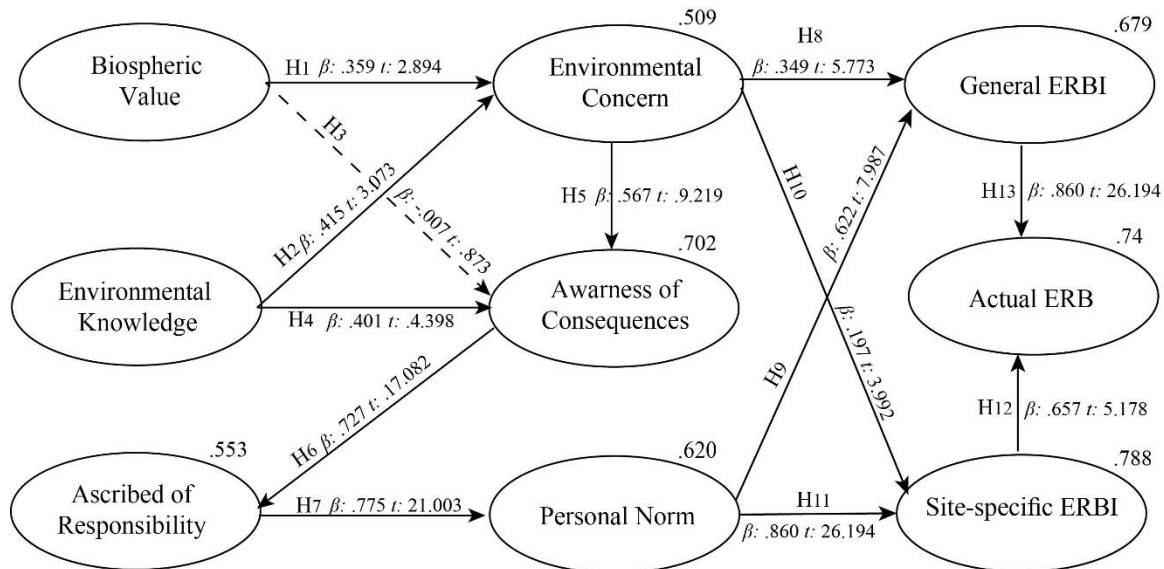 .509
.679
H8
Biospheric
Value
H1 β: .359 t: 2.894
Environmental
Concern
β: .349 t: 5.773
General ERBI
H3
β: -.007 t: .873
H2 β: .415 t: 3.073
H5 β: .567 t: .9.219
H10
β: .197 t: 3.992
H9
β: .622 t: 7.987
H13 β: .860 t: 26.194
.702
.74
Environmental
Knowledge
H4 β: .401 t: .4.398
Awarness of
Consequences
Actual ERB
H6 β: .727 t: .17.082
H12 β: .657 t: 5.178
.553
.620
.788
Ascribed of
Responsibility
H7 β: .775 t: 21.003
Personal Norm
H11
β: .860 t: 26.194
Site-specific ERBI